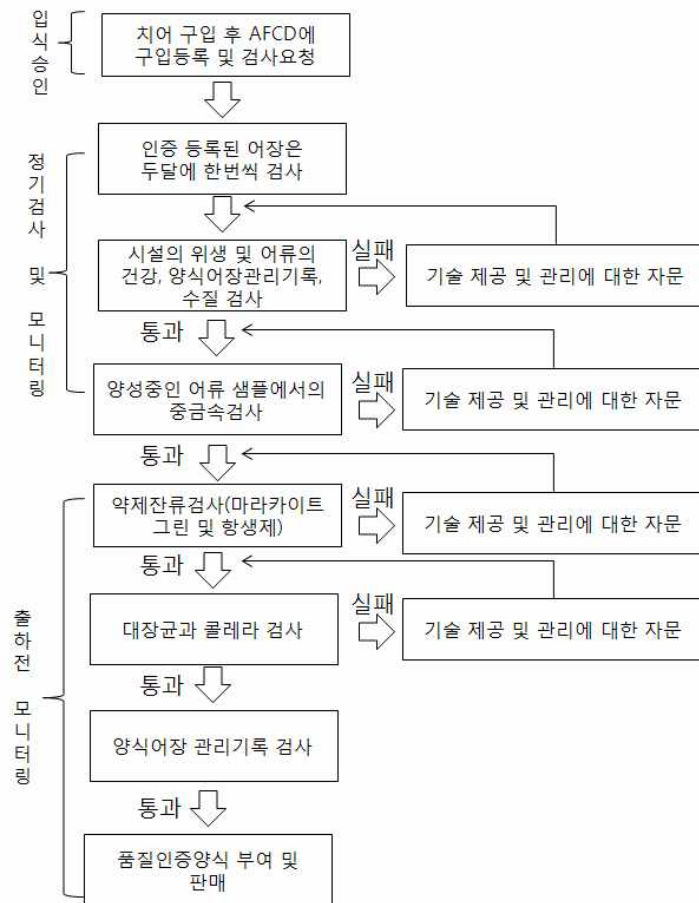 입식승인
치어 구입 후 AFCD에
구입등록 및 검사요청
정기검사 및 모니터링
인증 등록된 어장은
두달에 한번씩 검사
시설의 위생 및 어류의
건강, 양식어장관리기록,
수질 검사
실패
기술 제공 및 관리에 대한 자문
통과
양성중인 어류 샘플에서의
중금속검사
실패
기술 제공 및 관리에 대한 자문
통과
출하전 모니터링
약제잔류검사(마라카이트
그린 및 항생제)
실패
기술 제공 및 관리에 대한 자문
통과
대장균과 콜레라 검사
실패
기술 제공 및 관리에 대한 자문
통과
양식어장 관리기록 검사
통과
품질인증양식 부여 및
판매